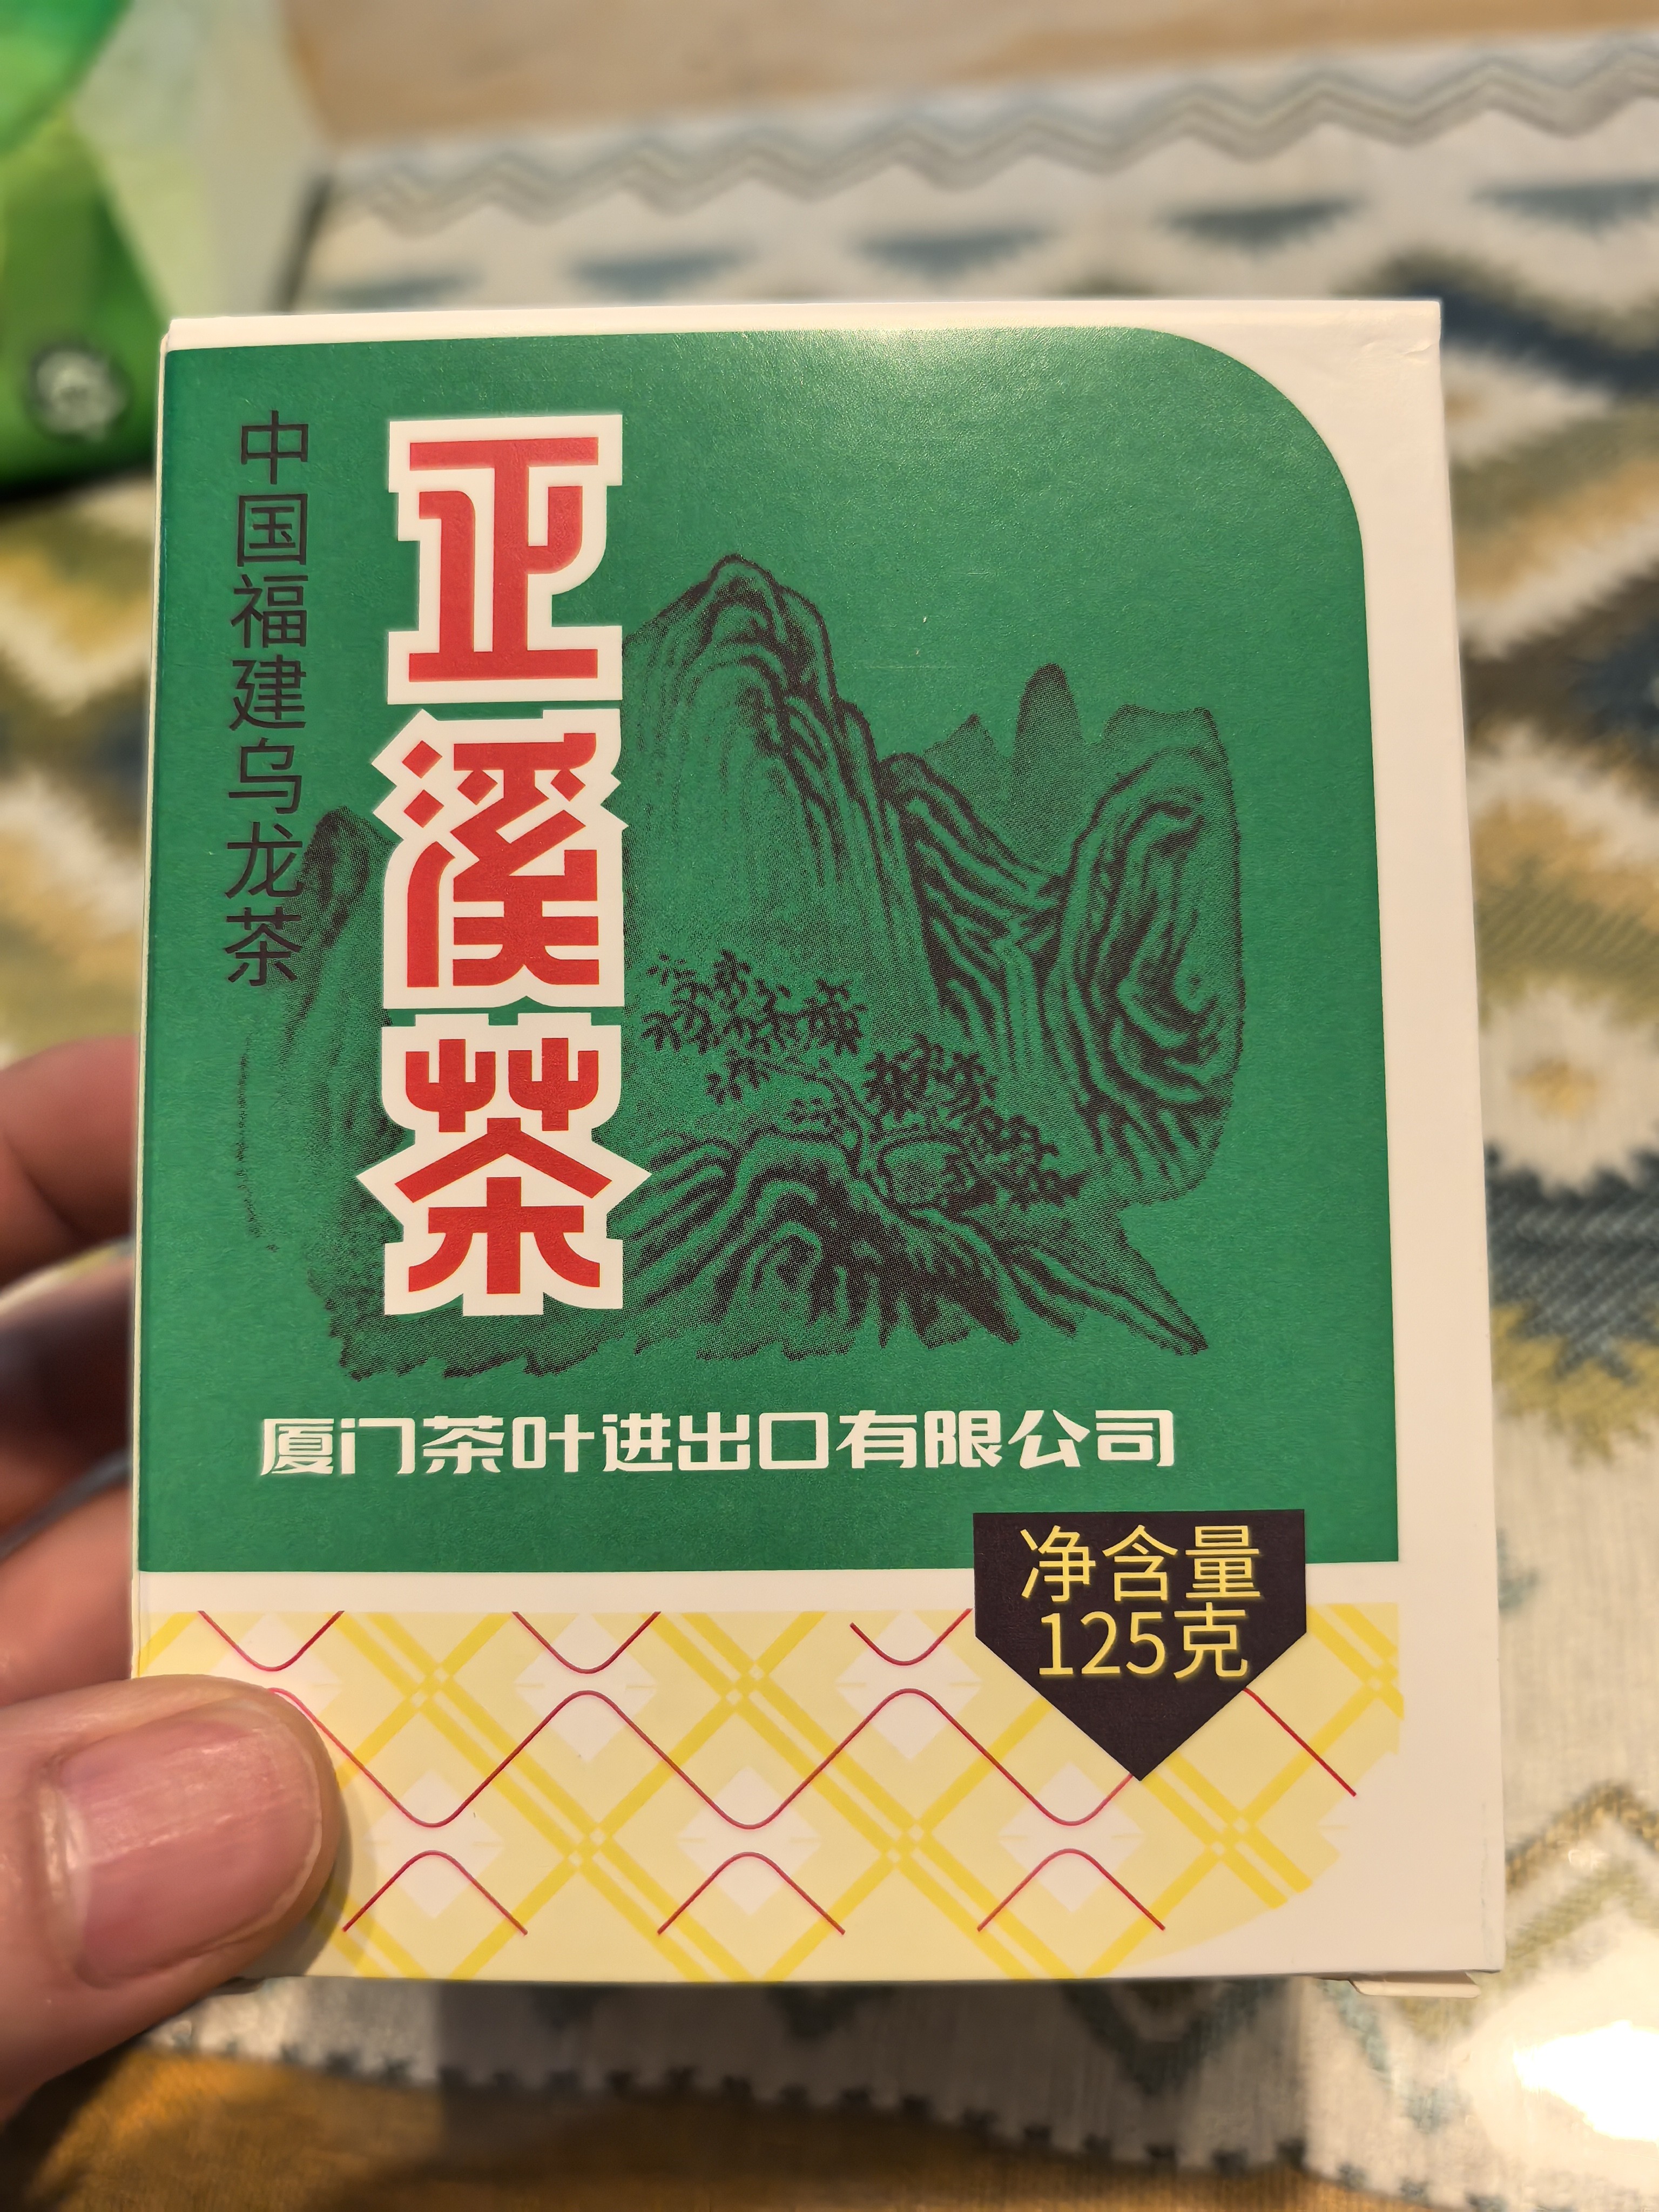 中国福建乌龙茶
正溪茶
厦门茶叶进出口有限公司
净含量
125克